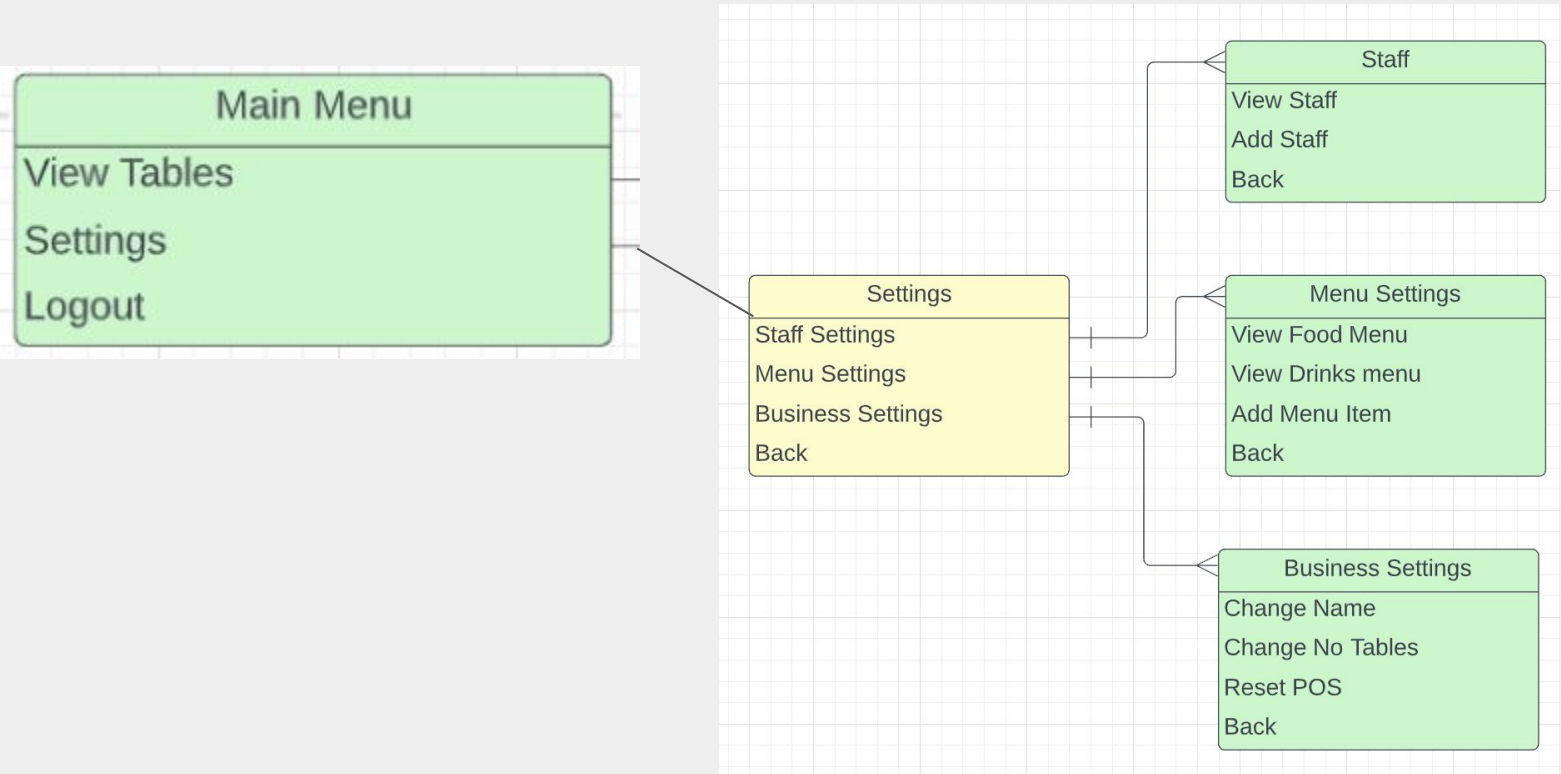 Main Menu
View Tables
Settings
Logout
Settings
Staff Settings
Menu Settings
Business Settings
Back
Staff
View Staff
Add Staff
Back
Menu Settings
View Food Menu
View Drinks menu
Add Menu Item
Back
Business Settings
Change Name
Change No Tables
Reset POS
Back